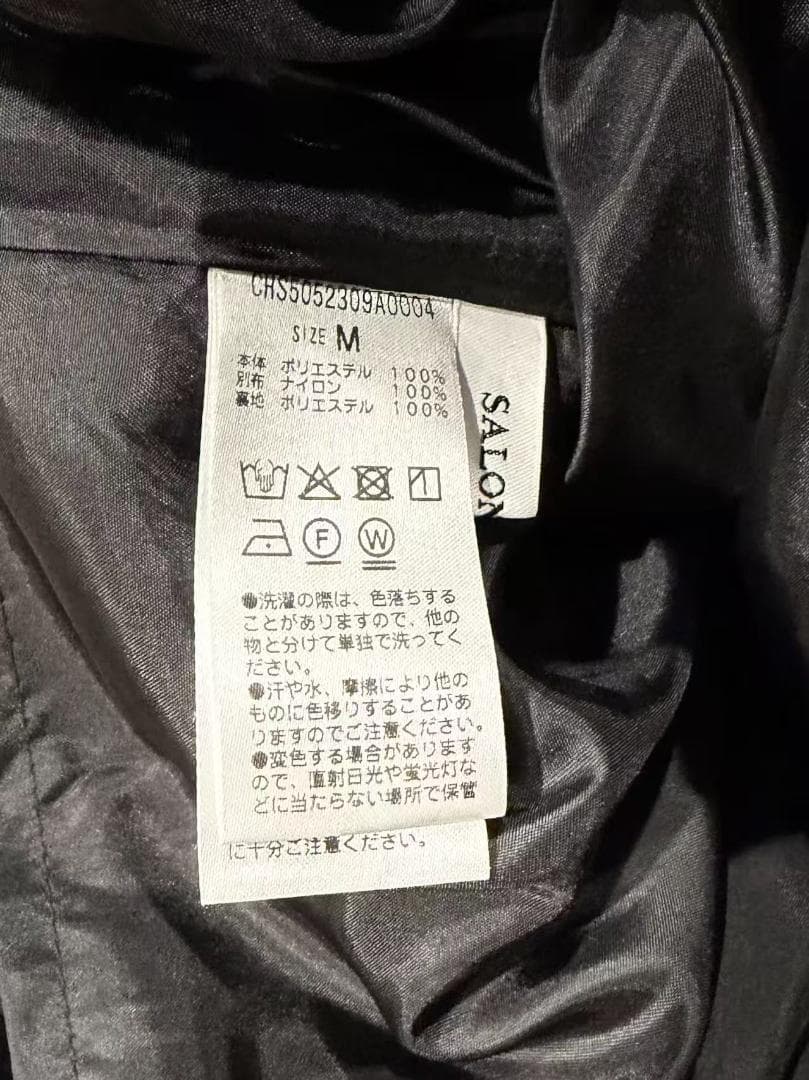 CHS5052309A0004
SIZE M
本体 ポリエステル 100%
別布 ナイロン 100%
裏地 ポリエステル 100%
F W
●洗濯の際は、色落ちする
ことがありますので、他の
物と分けて単独で洗ってく
ださい。
●汗や水、摩擦により他の
ものに色移りすることがあ
りますのでご注意ください。
●変色する場合があります
ので、直射日光や蛍光灯な
どに当たらない場所で保管
に十分ご注意ください。
SALON